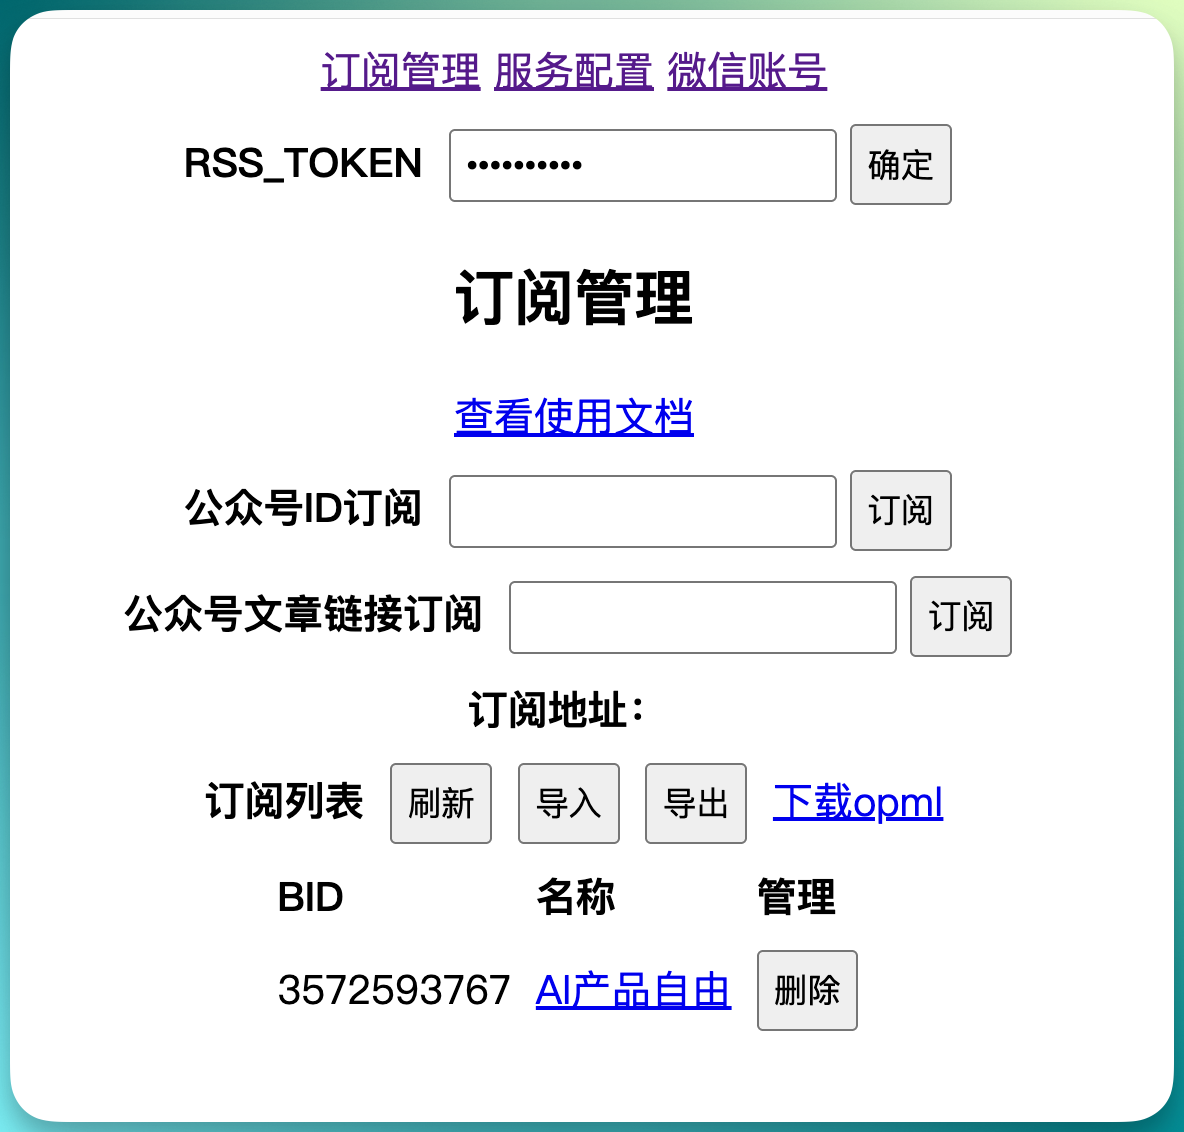 订阅管理 服务配置 微信账号
RSS_TOKEN •••••••••• 确定
订阅管理
查看使用文档
公众号ID订阅 订阅
公众号文章链接订阅 订阅
订阅地址：
订阅列表 刷新 导入 导出 下载opml
BID 名称 管理
3572593767 AI产品自由 删除